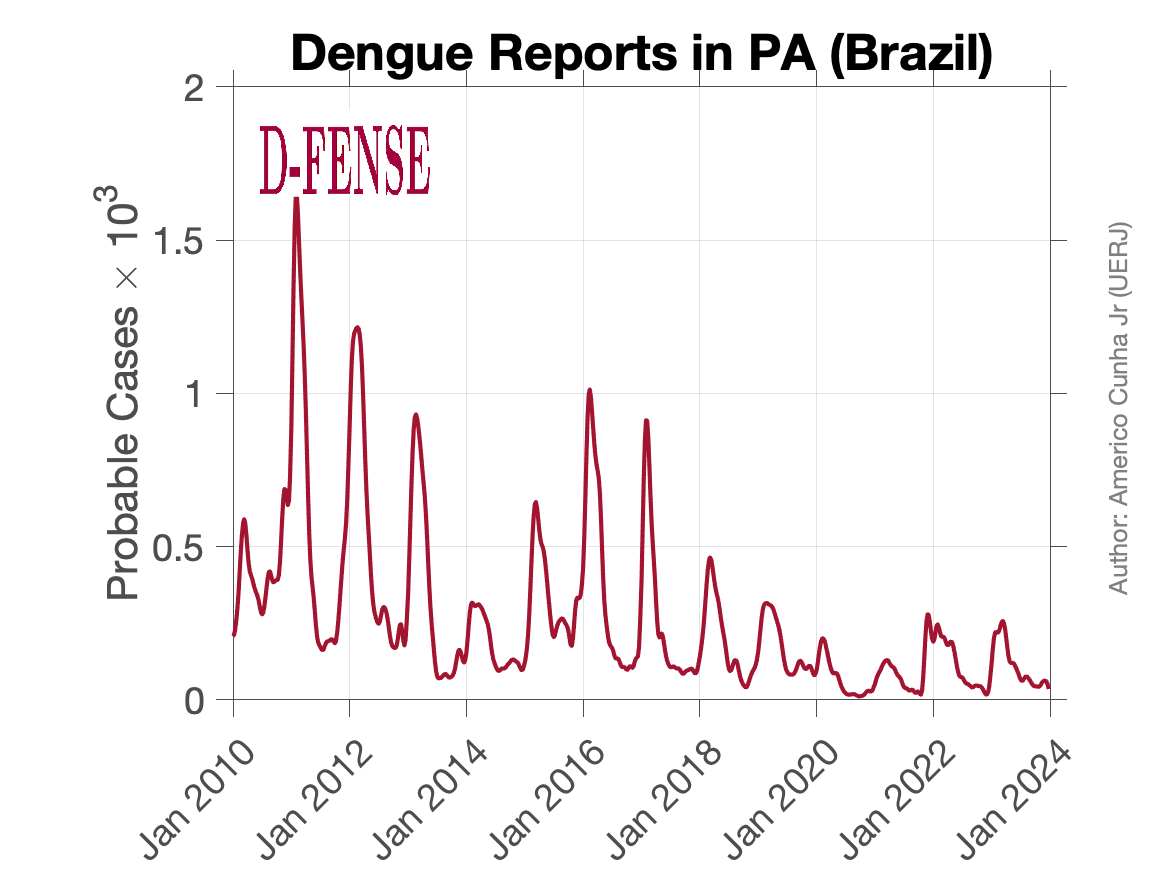 Dengue Reports in PA (Brazil)
D-FENSE
Probable Cases × 10³
2
1.5
1
0.5
0
Jan 2010
Jan 2012
Jan 2014
Jan 2016
Jan 2018
Jan 2020
Jan 2022
Jan 2024
Author: Americo Cunha Jr (UERJ)